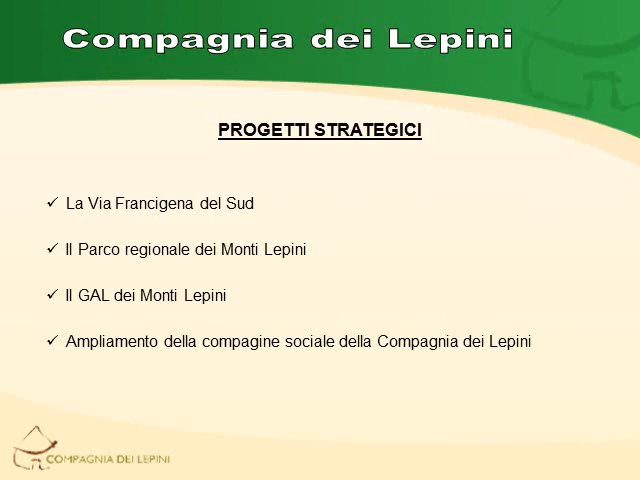 Compagnia dei Lepini
PROGETTI STRATEGICI
✓ La Via Francigena del Sud
✓ Il Parco regionale dei Monti Lepini
✓ Il GAL dei Monti Lepini
✓ Ampliamento della compagine sociale della Compagnia dei Lepini
COMPAGNIA DEI LEPINI